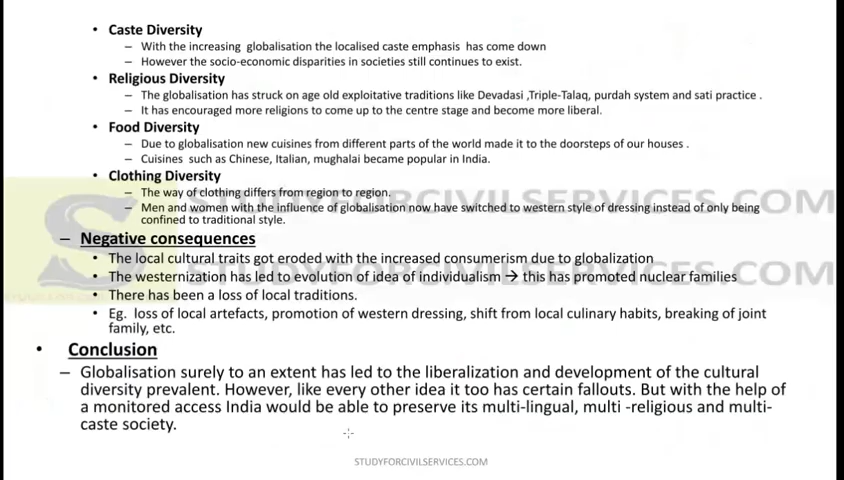 • Caste Diversity
– With the increasing globalisation the localised caste emphasis has come down
– However the socio-economic disparities in societies still continues to exist.
• Religious Diversity
– The globalisation has struck on age old exploitative traditions like Devadasi ,Triple-Talaq, purdah system and sati practice .
– It has encouraged more religions to come up to the centre stage and become more liberal.
• Food Diversity
– Due to globalisation new cuisines from different parts of the world made it to the doorsteps of our houses .
– Cuisines such as Chinese, Italian, mughalai became popular in India.
• Clothing Diversity
– The way of clothing differs from region to region.
– Men and women with the influence of globalisation now have switched to western style of dressing instead of only being
confined to traditional style.
STUDYFORCIVILSERVICES.COM
– Negative consequences
• The local cultural traits got eroded with the increased consumerism due to globalization
• The westernization has led to evolution of idea of individualism → this has promoted nuclear families
STUDYFORCIVILSERVICES.COM
• There has been a loss of local traditions.
• Eg. loss of local artefacts, promotion of western dressing, shift from local culinary habits, breaking of joint
family, etc.
• Conclusion
– Globalisation surely to an extent has led to the liberalization and development of the cultural
diversity prevalent. However, like every other idea it too has certain fallouts. But with the help of
a monitored access India would be able to preserve its multi-lingual, multi -religious and multi-
caste society.
STUDYFORCIVILSERVICES.COM